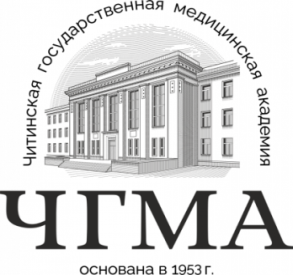 Читинская государственная медицинская академия
ЧГМА
основана в 1953 г.